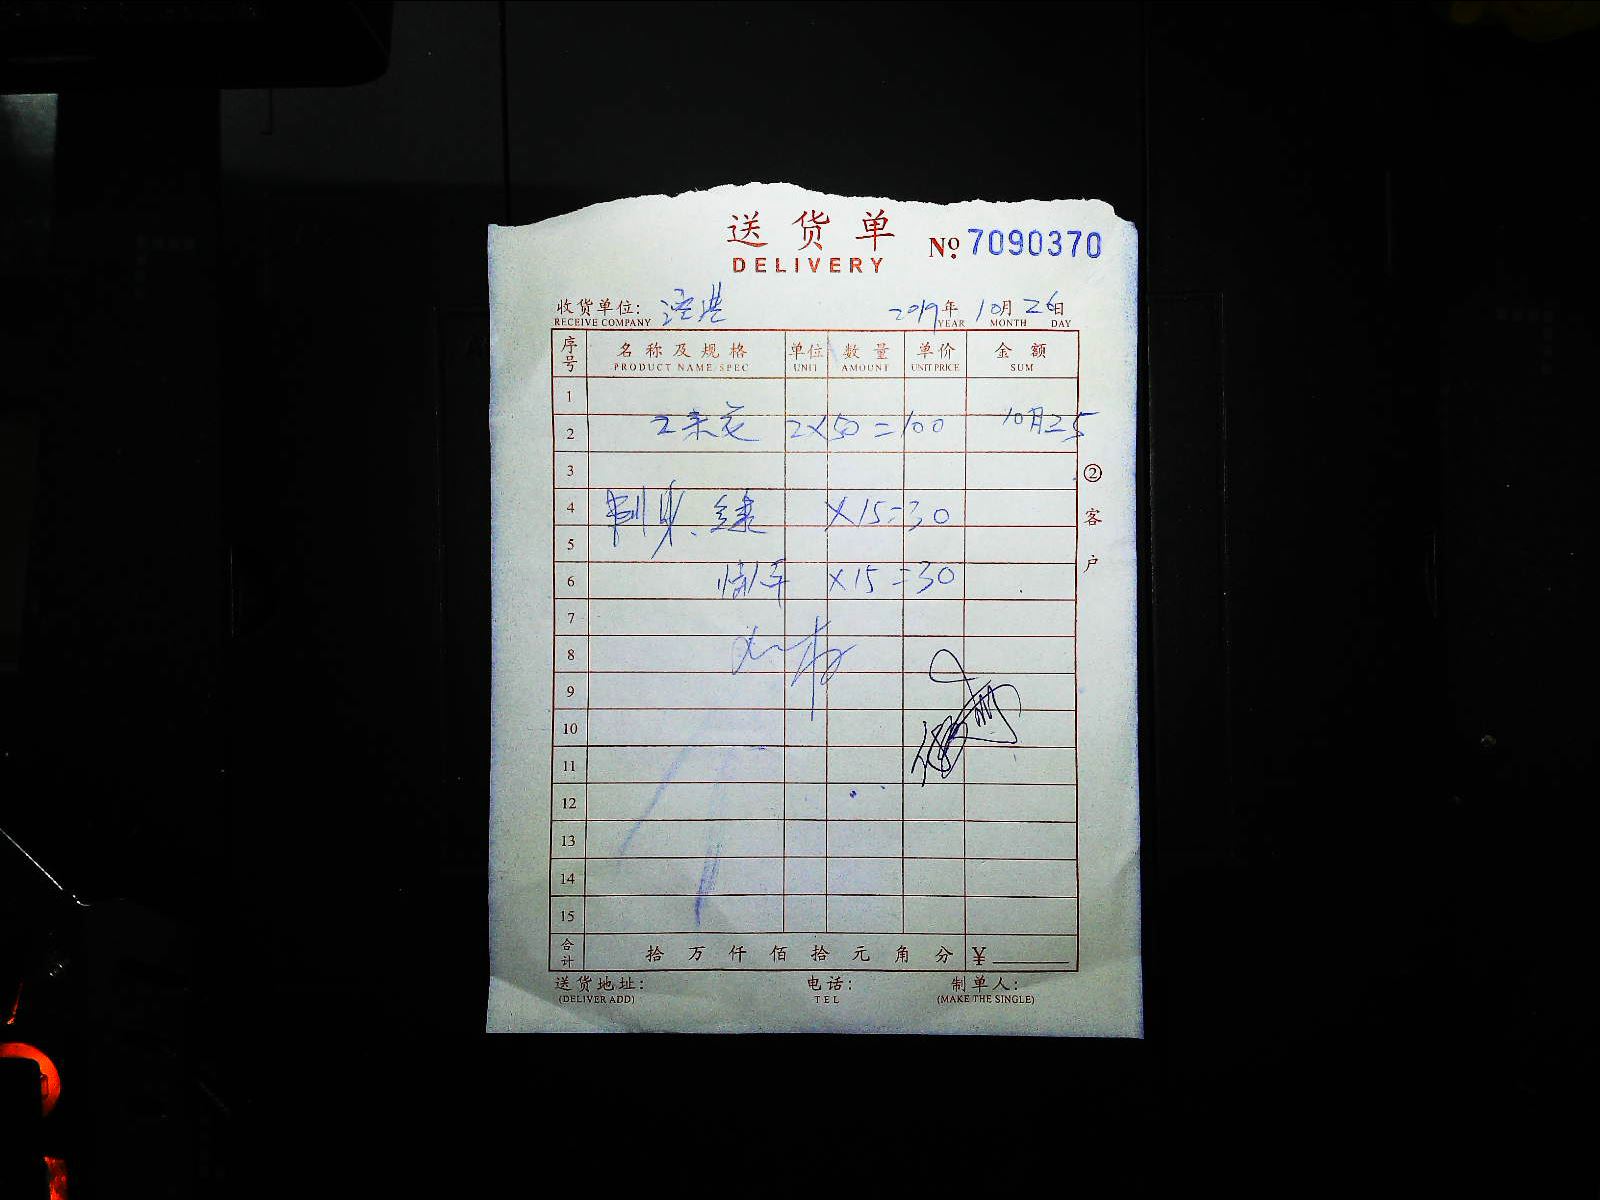 送货单 № 7090370
DELIVERY
收货单位: 港 2019年 10月 26日
RECEIVE COMPANY YEAR MONTH DAY
序号 名称及规格 单位 数量 单价 金额
PRODUCT NAME/SPEC UNIT AMOUNT UNIT PRICE SUM
1
2 2×50=100 10月25
3
4 刺身 ×15=30
5
6 ×15=30
7
8
9
10
11
12
13
14
15
②客户
合计 拾 万 仟 佰 拾 元 角 分 ¥
送货地址: 电话: 制单人:
(DELIVER ADD) TEL (MAKE THE SINGLE)